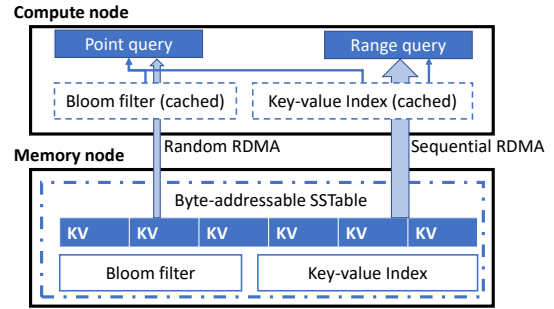 Compute node
Point query
Range query
Bloom filter (cached)
Key-value Index (cached)
Random RDMA
Sequential RDMA
Memory node
Byte-addressable SSTable
KV KV KV KV KV KV
Bloom filter
Key-value Index